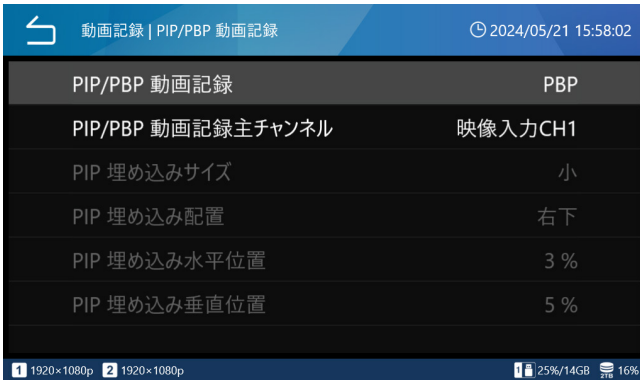 動画記録 | PIP/PBP 動画記録 2024/05/21 15:58:02
PIP/PBP 動画記録 PBP
PIP/PBP 動画記録主チャンネル 映像入力CH1
PIP 埋め込みサイズ 小
PIP 埋め込み配置 右下
PIP 埋め込み水平位置 3 %
PIP 埋め込み垂直位置 5 %
1 1920×1080p 2 1920×1080p 1 25%/14GB 2TB 16%